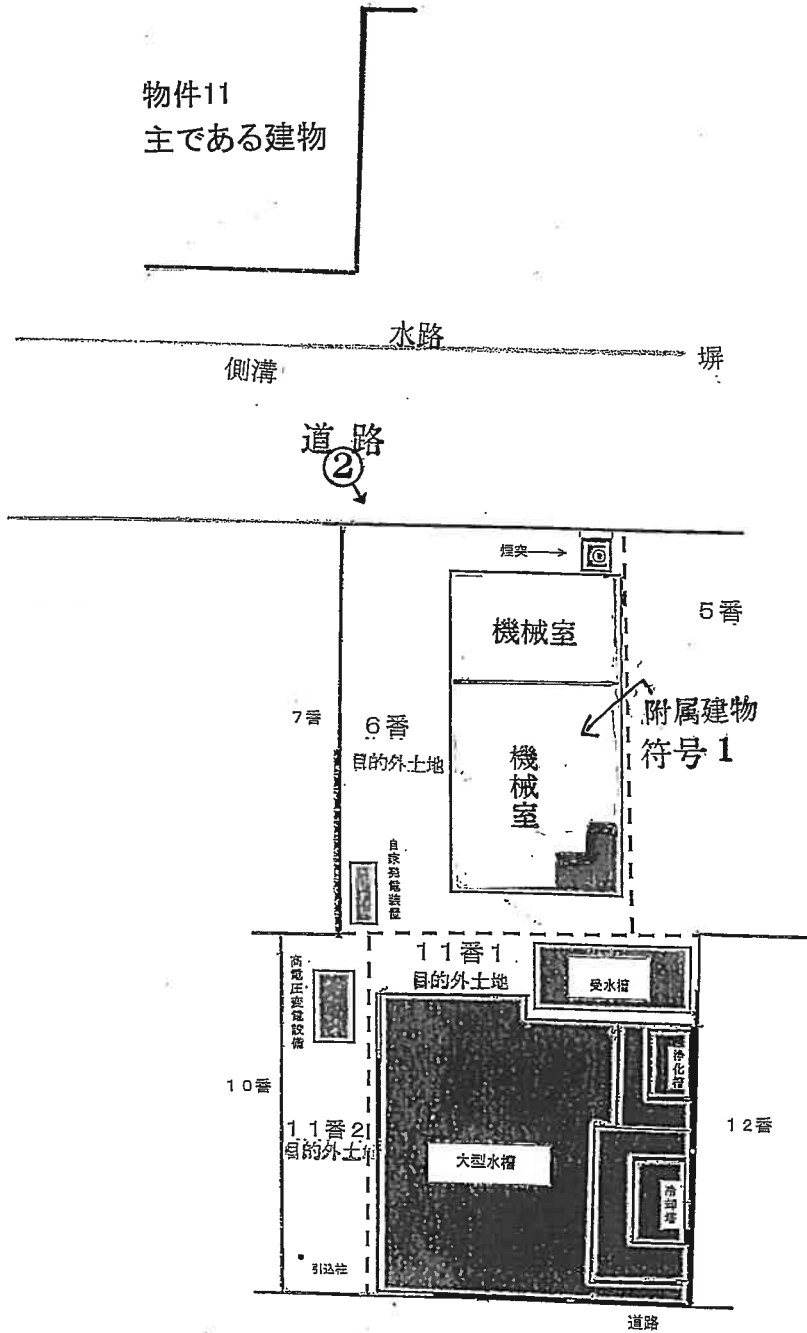 物件11
主である建物
水路
塀
側溝
道路
②
煙突
機械室
5番
7番
6番
目的外土地
附属建物
符号1
機械室
自家発電装置
11番1
目的外土地
受水槽
高電圧変電設備
浄化槽
10番
12番
11番2
目的外土地
大型水槽
冷却塔
引込柱
道路